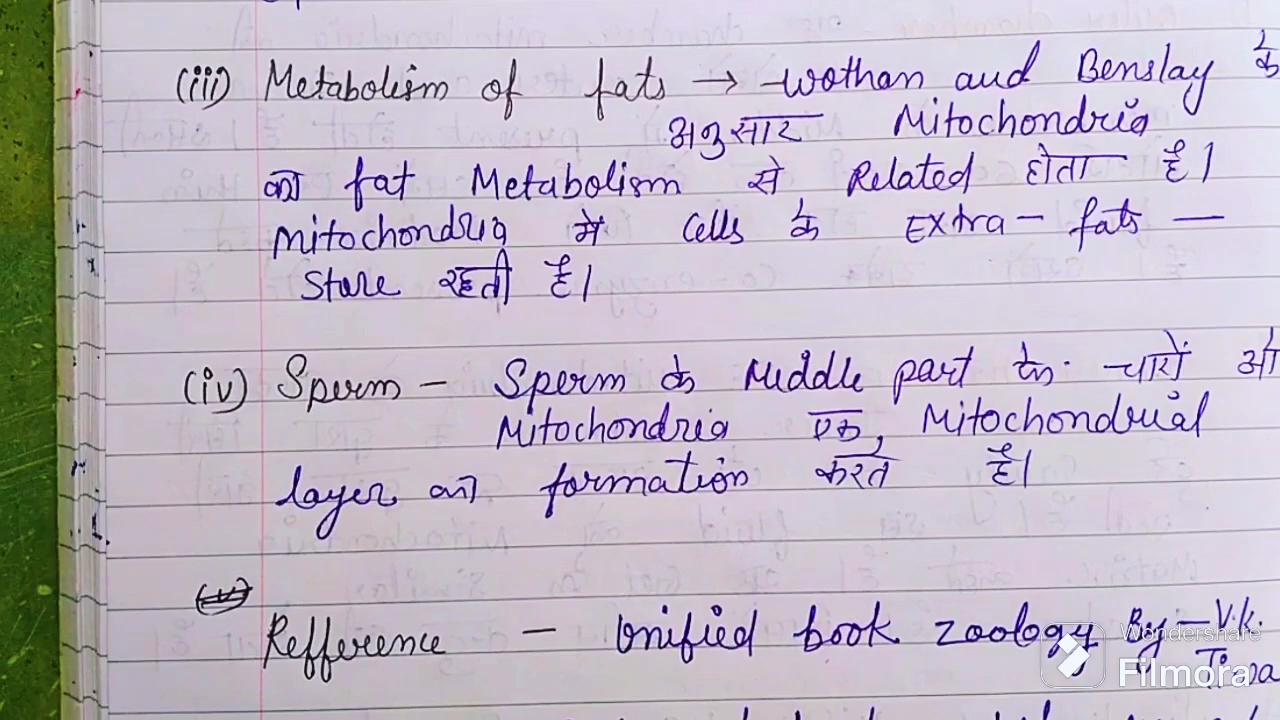 (iii) Metabolism of fats → Wothan and Benslay के
अनुसार Mitochondria
का fat Metabolism से Related होता है।
Mitochondria में Cells के Extra - fats —
Store रहती है।
(iv) Sperm - Sperm के Middle part के चारों ओ
Mitochondria एक, Mitochondrial
layer का formation करते हैं।
(v)
Refference - Unified book zoology By - V.K.
Wondershare
Filmora